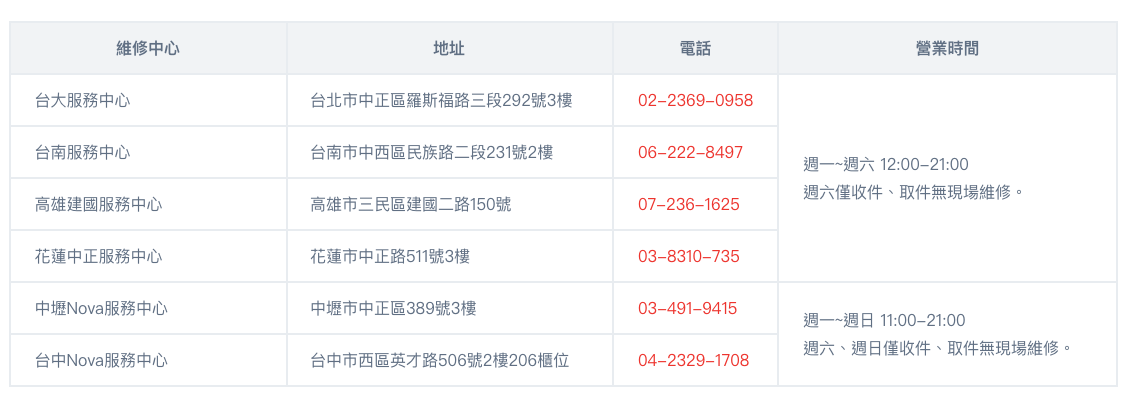 維修中心 地址 電話 營業時間
台大服務中心 台北市中正區羅斯福路三段292號3樓 02-2369-0958
台南服務中心 台南市中西區民族路二段231號2樓 06-222-8497
週一~週六 12:00-21:00
週六僅收件、取件無現場維修。
高雄建國服務中心 高雄市三民區建國二路150號 07-236-1625
花蓮中正服務中心 花蓮市中正路511號3樓 03-8310-735
中壢Nova服務中心 中壢市中正區389號3樓 03-491-9415
週一~週日 11:00-21:00
週六、週日僅收件、取件無現場維修。
台中Nova服務中心 台中市西區英才路506號2樓206櫃位 04-2329-1708